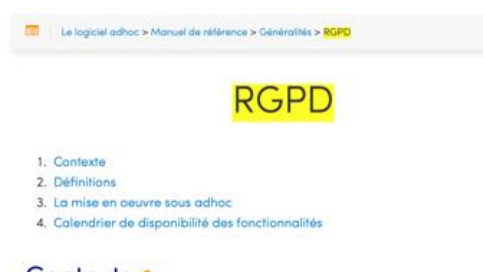 Le logiciel adhoc > Manuel de référence > Généralités > RGPD
RGPD
1. Contexte
2. Définitions
3. La mise en oeuvre sous adhoc
4. Calendrier de disponibilité des fonctionnalités
Contexte